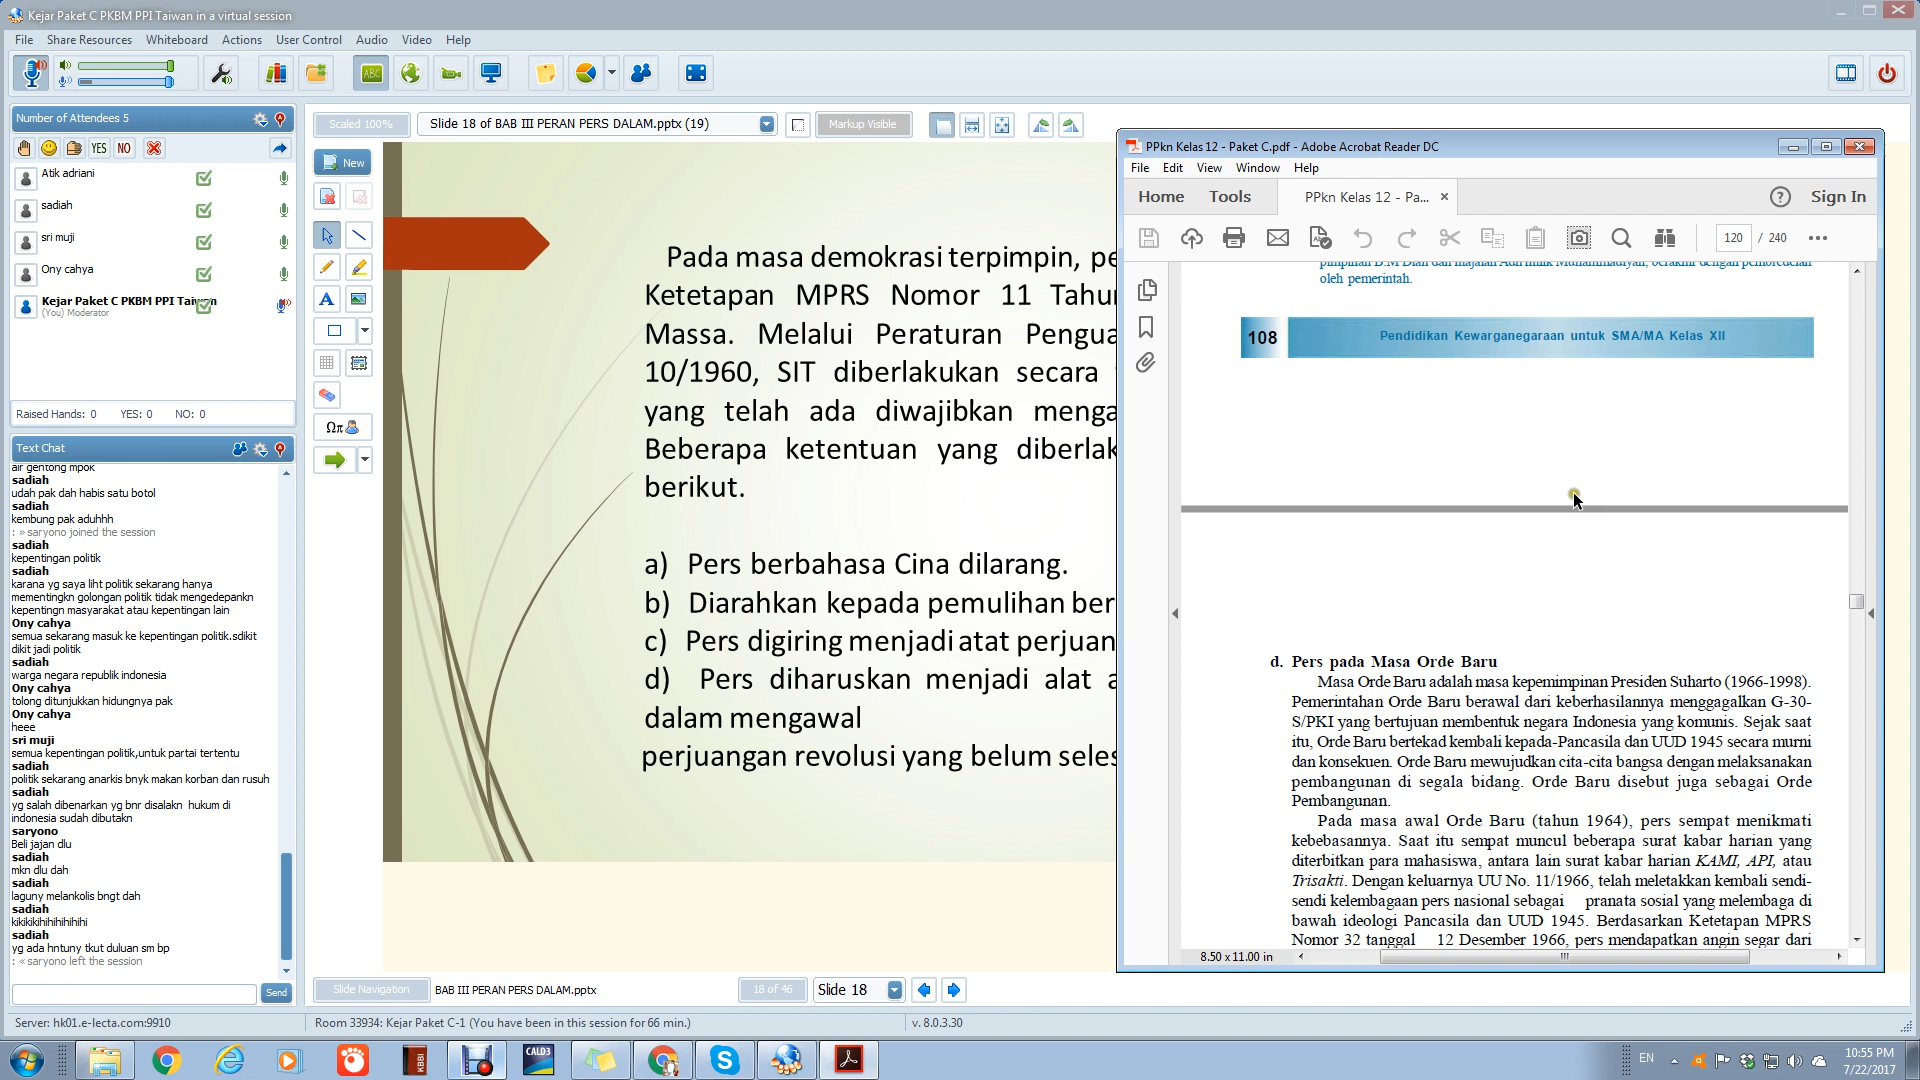 Kejar Paket C PKBM PPI Taiwan in a virtual session
File Share Resources Whiteboard Actions User Control Audio Video Help
Number of Attendees 5
YES NO
Atik adriani
sadiah
sri muji
Ony cahya
Kejar Paket C PKBM PPI Taiwan
(You) Moderator
Raised Hands: 0 YES: 0 NO: 0
Text Chat
air gentong mpok
sadiah
udah pak dah habis satu botol
sadiah
kembung pak aduhhh
: » saryono joined the session
sadiah
kepentingan politik
sadiah
karana yg saya liht politik sekarang hanya
mementingkn golongan politik tidak mengedepankn
kepentingn masyarakat atau kepentingan lain
Ony cahya
semua sekarang masuk ke kepentingan politik.sdikit
dikit jadi politik
sadiah
warga negara republik indonesia
Ony cahya
tolong ditunjukkan hidungnya pak
Ony cahya
heee
sri muji
semua kepentingan politik,untuk partai tertentu
sadiah
politik sekarang anarkis bnyk makan korban dan rusuh
sadiah
yg salah dibenarkan yg bnr disalakn hukum di
indonesia sudah dibutakn
saryono
Beli jajan dlu
sadiah
mkn dlu dah
sadiah
laguny melankolis bngt dah
sadiah
kikikikihihihihihihi
sadiah
yg ada hntuny tkut duluan sm bp
: « saryono left the session
Send
Scaled 100%
Slide 18 of BAB III PERAN PERS DALAM.pptx (19)
Markup Visible
New
Pada masa demokrasi terpimpin, pe
Ketetapan MPRS Nomor 11 Tahu
Massa. Melalui Peraturan Pengua
10/1960, SIT diberlakukan secara
yang telah ada diwajibkan menga
Beberapa ketentuan yang diberlak
berikut.
a) Pers berbahasa Cina dilarang.
b) Diarahkan kepada pemulihan ber
c) Pers digiring menjadi atat perjuan
d) Pers diharuskan menjadi alat a
dalam mengawal
perjuangan revolusi yang belum seles
Slide Navigation
BAB III PERAN PERS DALAM.pptx
18 of 46
Slide 18
PPkn Kelas 12 - Paket C.pdf - Adobe Acrobat Reader DC
File Edit View Window Help
Home Tools PPkn Kelas 12 - Pa... Sign In
120 / 240
pimpinan B.M Diah dan majalah Adil milik Muhammadiyah, berakhir dengan pemberedelan
oleh pemerintah.
108 Pendidikan Kewarganegaraan untuk SMA/MA Kelas XII
d. Pers pada Masa Orde Baru
Masa Orde Baru adalah masa kepemimpinan Presiden Suharto (1966-1998).
Pemerintahan Orde Baru berawal dari keberhasilannya menggagalkan G-30-
S/PKI yang bertujuan membentuk negara Indonesia yang komunis. Sejak saat
itu, Orde Baru bertekad kembali kepada-Pancasila dan UUD 1945 secara murni
dan konsekuen. Orde Baru mewujudkan cita-cita bangsa dengan melaksanakan
pembangunan di segala bidang. Orde Baru disebut juga sebagai Orde
Pembangunan.
Pada masa awal Orde Baru (tahun 1964), pers sempat menikmati
kebebasannya. Saat itu sempat muncul beberapa surat kabar harian yang
diterbitkan para mahasiswa, antara lain surat kabar harian KAMI, API, atau
Trisakti. Dengan keluarnya UU No. 11/1966, telah meletakkan kembali sendi-
sendi kelembagaan pers nasional sebagai pranata sosial yang melembaga di
bawah ideologi Pancasila dan UUD 1945. Berdasarkan Ketetapan MPRS
Nomor 32 tanggal 12 Desember 1966, pers mendapatkan angin segar dari
8.50 x 11.00 in
Server: hk01.e-lecta.com:9910
Room 33934: Kejar Paket C-1 (You have been in this session for 66 min.)
v. 8.0.3.30
KBBI
CALD3
EN
10:55 PM
7/22/2017